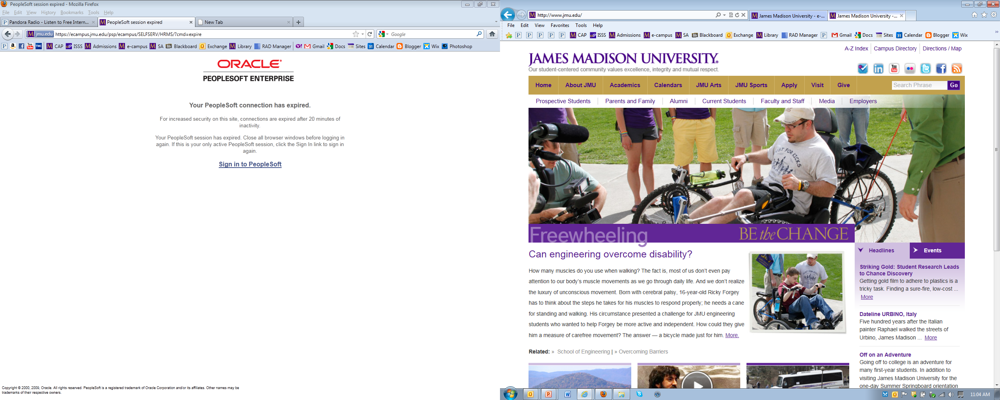 PeopleSoft session expired - Mozilla Firefox
File Edit View History Bookmarks Tools Help
Pandora Radio - Listen to Free Intern...
PeopleSoft session expired
New Tab
jmu.edu https://ecampus.jmu.edu/psp/ecampus/SELFSERV/HRMS/?cmd=expire
Google
CAP ISSS Admissions e-campus SA Blackboard Exchange Library RAD Manager Gmail Docs Sites Calendar Blogger Wix Photoshop
ORACLE®
PEOPLESOFT ENTERPRISE
Your PeopleSoft connection has expired.
For increased security on this site, connections are expired after 20 minutes of
inactivity.
Your PeopleSoft session has expired. Close all browser windows before logging in
again. If this is your only active PeopleSoft session, click the Sign In link to sign in
again.
Sign in to PeopleSoft
Copyright © 2000, 2009, Oracle. All rights reserved. PeopleSoft is a registered trademark of Oracle Corporation and/or its affiliates. Other names may be
trademarks of their respective owners.
http://www.jmu.edu/
James Madison University - e-...
James Madison University -...
File Edit View Favorites Tools Help
CAP ISSS Admissions e-campus SA Blackboard Exchange Library RAD Manager Gmail Docs Sites Calendar Blogger Wix
A-Z Index Campus Directory Directions / Map
JAMES MADISON UNIVERSITY®
Our student-centered community values excellence, integrity and mutual respect.
Home About JMU Academics Calendars JMU Arts JMU Sports Apply Visit Give
Search Phrase Go
Prospective Students Parents and Family Alumni Current Students Faculty and Staff Media Employers
JUST FOR KICKS
Freewheeling
BE the CHANGE
Can engineering overcome disability?
How many muscles do you use when walking? The fact is, most of us don't even pay
attention to our body's muscle movements as we go through daily life. And we don't realize
the luxury of unconscious movement. Born with cerebral palsy, 16-year-old Ricky Forgey
has to think about the steps he takes for his muscles to respond properly; he needs a cane
for standing and walking. His circumstance presented a challenge for JMU engineering
students who wanted to help Forgey be more active and independent. How could they give
him a measure of carefree movement? The answer — a bicycle made just for him. More.
Related: » School of Engineering | » Overcoming Barriers
Headlines
Events
Striking Gold: Student Research Leads
to Chance Discovery
Getting gold film to adhere to plastics is a
tricky task. Finding a sure-fire, low-cost ...
More
Dateline URBINO, Italy
Five hundred years after the Italian
painter Raphael walked the streets of
Urbino, James Madison ... More
Off on an Adventure
Going off to college is an adventure for
many first-year students. In addition to
visiting James Madison University for the
one-day Summer Springboard orientation
11:04 AM